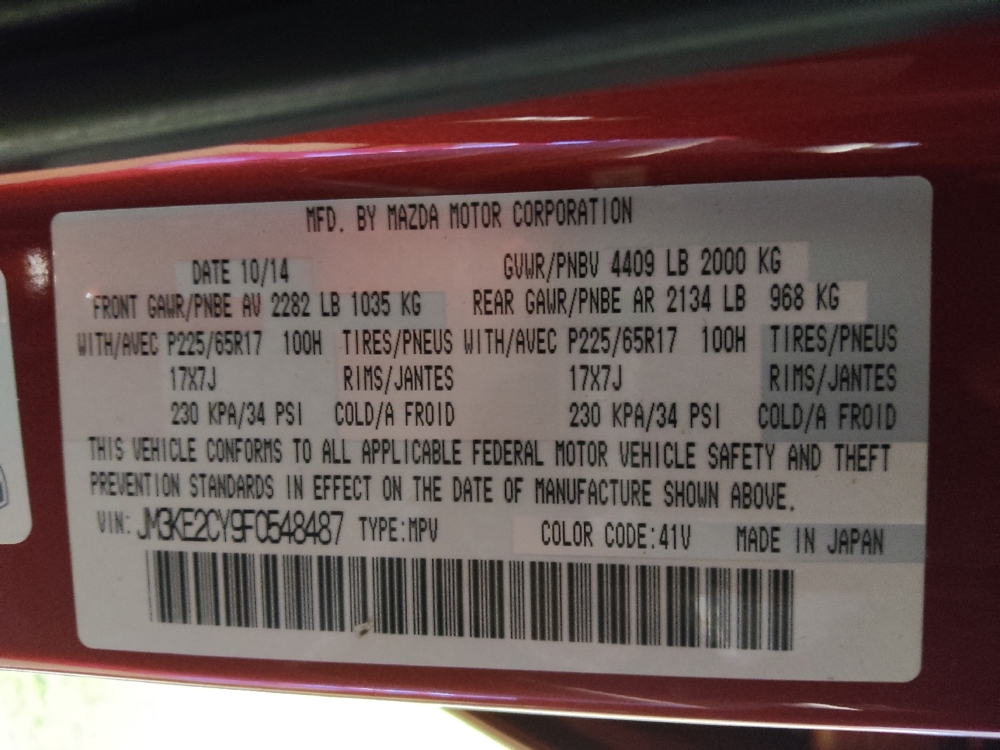 MFD. BY MAZDA MOTOR CORPORATION
DATE 10/14 GVWR/PNBV 4409 LB 2000 KG
FRONT GAWR/PNBE AV 2282 LB 1035 KG REAR GAWR/PNBE AR 2134 LB 968 KG
WITH/AVEC P225/65R17 100H TIRES/PNEUS WITH/AVEC P225/65R17 100H TIRES/PNEUS
17X7J RIMS/JANTES 17X7J RIMS/JANTES
230 KPA/34 PSI COLD/A FROID 230 KPA/34 PSI COLD/A FROID
THIS VEHICLE CONFORMS TO ALL APPLICABLE FEDERAL MOTOR VEHICLE SAFETY AND THEFT
PREVENTION STANDARDS IN EFFECT ON THE DATE OF MANUFACTURE SHOWN ABOVE.
VIN: JM3KE2CY9F0548487 TYPE:MPV COLOR CODE:41V MADE IN JAPAN